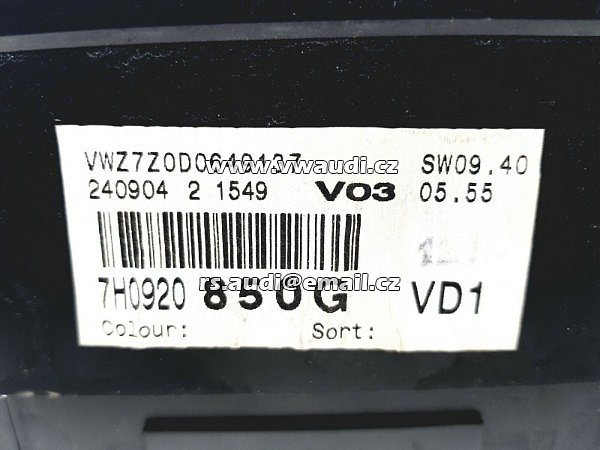 VWZ7Z0D0640137 SW09.40
www.vwaudi.cz
240904 2 1549 V03 05.55
rs.audi@email.cz
7H0920 850G VD1
Colour: Sort: